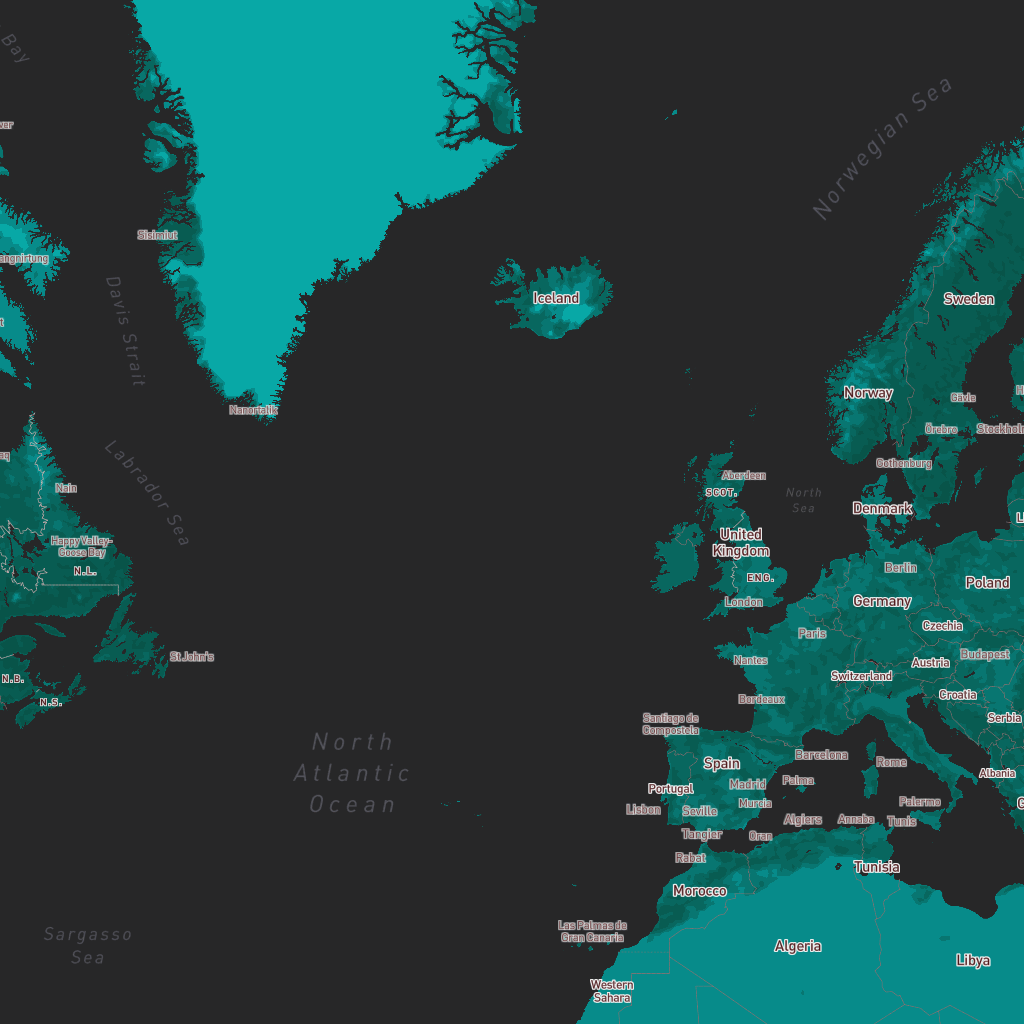 Bay
Norwegian Sea
angnirtung
Sisimiut
Davis Strait
Iceland
Sweden
Norway
Nanortalik
Gävle
Örebro
Stockholm
Gothenburg
Labrador Sea
Nain
Aberdeen
SCOT.
North
Sea
Denmark
Happy Valley-
Goose Bay
N.L.
United
Kingdom
ENG.
London
Berlin
Poland
Germany
Czechia
Paris
St.John's
Nantes
Austria
Budapest
N.B.
Switzerland
N.S.
Bordeaux
Croatia
Santiago de
Compostela
Serbia
North
Atlantic
Ocean
Spain
Barcelona
Rome
Albania
Portugal
Madrid
Palma
Lisbon
Seville
Murcia
Palermo
Tangier
Oran
Algiers
Annaba
Tunis
Rabat
Tunisia
Morocco
Sargasso
Sea
Las Palmas de
Gran Canaria
Algeria
Libya
Western
Sahara